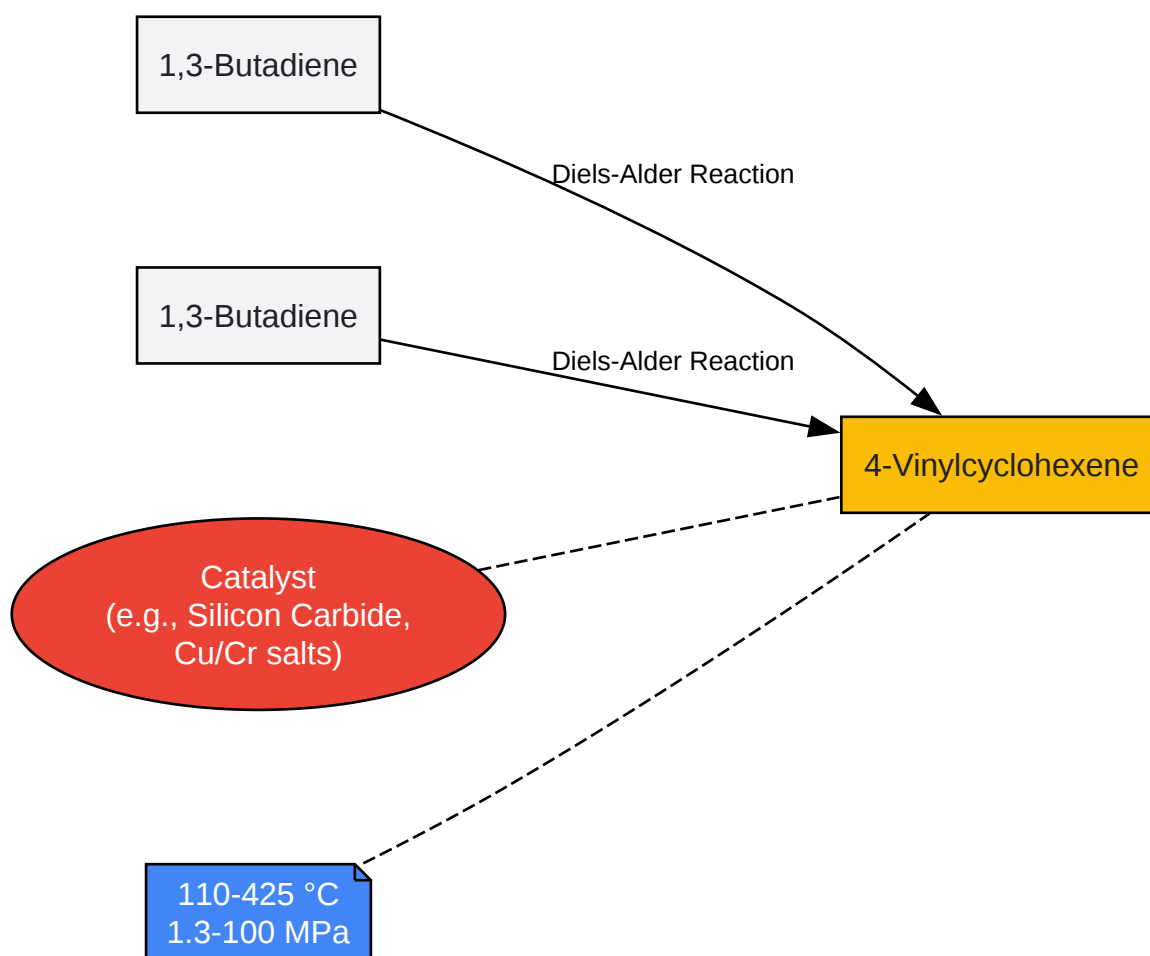 1,3-Butadiene
Diels-Alder Reaction
1,3-Butadiene
Diels-Alder Reaction
4-Vinylcyclohexene
Catalyst
(e.g., Silicon Carbide,
Cu/Cr salts)
110-425 °C
1.3-100 MPa